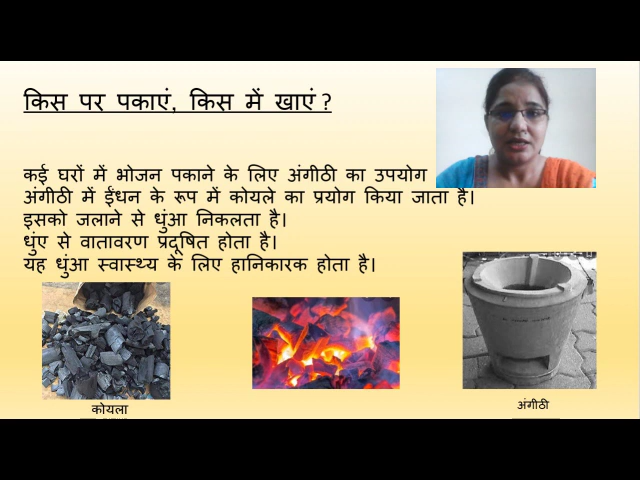 किस पर पकाएं, किस में खाएं ?
कई घरों में भोजन पकाने के लिए अंगीठी का उपयोग
अंगीठी में ईंधन के रूप में कोयले का प्रयोग किया जाता है।
इसको जलाने से धुंआ निकलता है।
धुंए से वातावरण प्रदूषित होता है।
यह धुंआ स्वास्थ्य के लिए हानिकारक होता है।
कोयला
अंगीठी